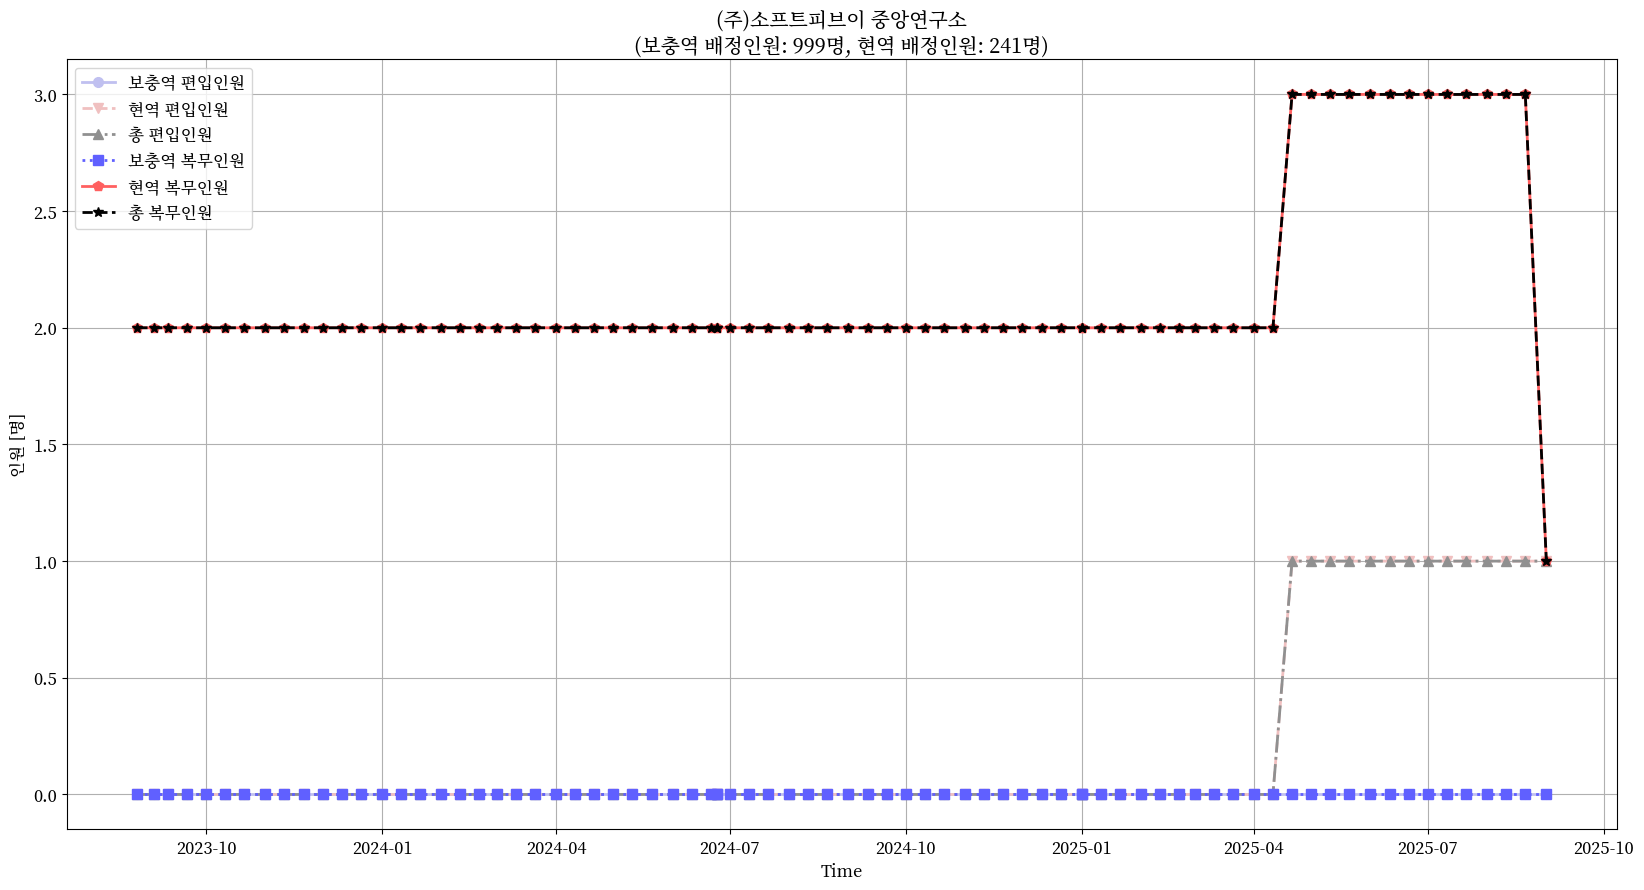 (주)소프트피브이 중앙연구소
(보충역 배정인원: 999명, 현역 배정인원: 241명)
보충역 편입인원
현역 편입인원
총 편입인원
보충역 복무인원
현역 복무인원
총 복무인원
3.0
2.5
2.0
1.5
1.0
0.5
0.0
인원 [명]
2023-10
2024-01
2024-04
2024-07
2024-10
2025-01
2025-04
2025-07
2025-10
Time